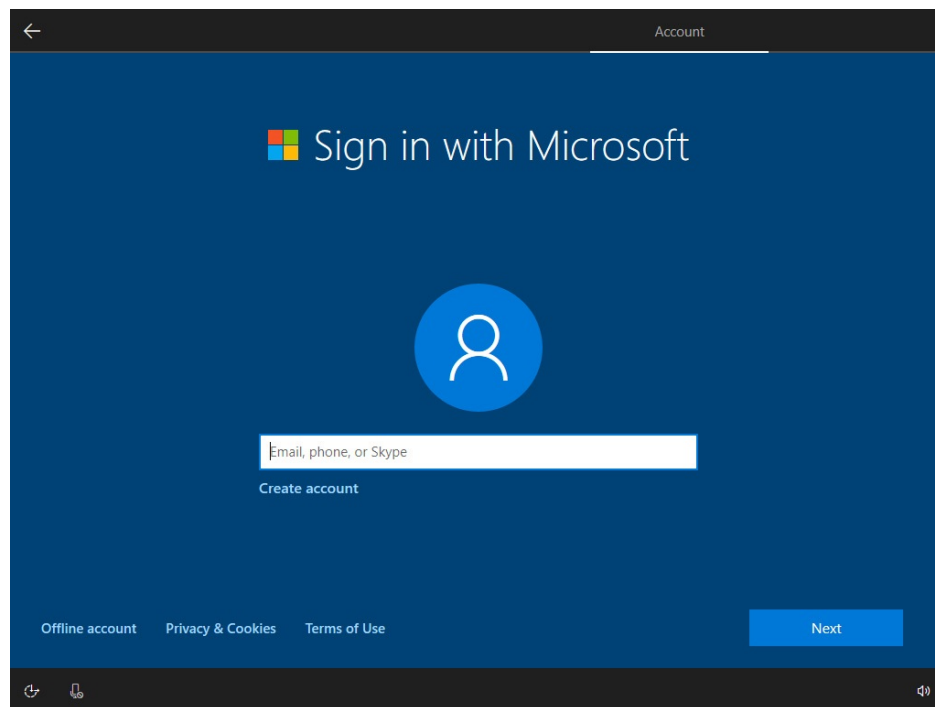 Account
Sign in with Microsoft
Email, phone, or Skype
Create account
Offline account Privacy & Cookies Terms of Use Next